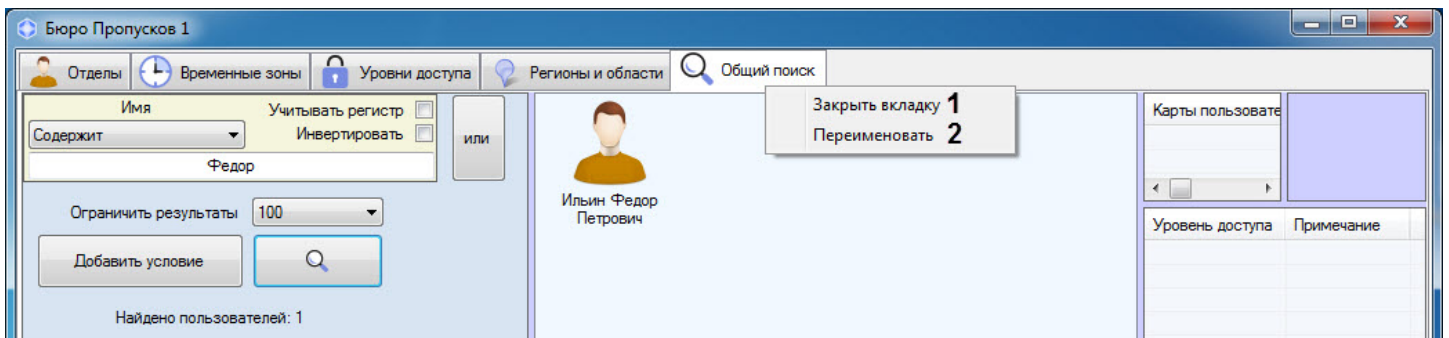 Бюро Пропусков 1
Отделы
Временные зоны
Уровни доступа
Регионы и области
Общий поиск
Закрыть вкладку 1
Переименовать 2
Имя
Учитывать регистр
Содержит
Инвертировать
или
Федор
Ограничить результаты 100
Добавить условие
Найдено пользователей: 1
Ильин Федор
Петрович
Карты пользовате
Уровень доступа Примечание